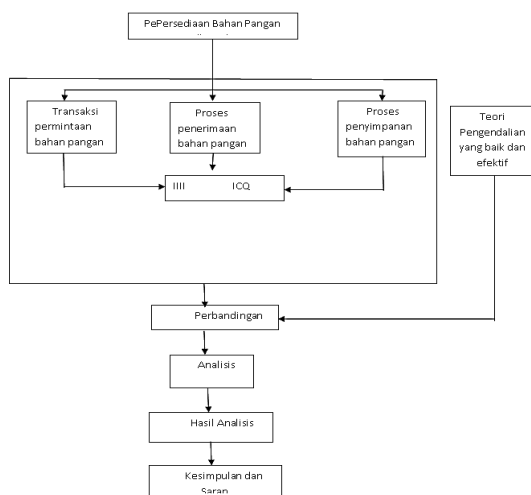 PePersediaan Bahan Pangan
Transaksi
permintaan
bahan pangan
Proses
penerimaan
bahan pangan
Proses
penyimpanan
bahan pangan
Teori
Pengendalian
yang baik dan
efektif
IIII ICQ
Perbandingan
Analisis
Hasil Analisis
Kesimpulan dan
Saran